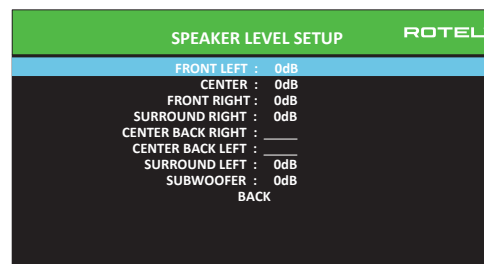 SPEAKER LEVEL SETUP ROTEL
FRONT LEFT : 0dB
CENTER : 0dB
FRONT RIGHT : 0dB
SURROUND RIGHT : 0dB
CENTER BACK RIGHT : _____
CENTER BACK LEFT : _____
SURROUND LEFT : 0dB
SUBWOOFER : 0dB
BACK